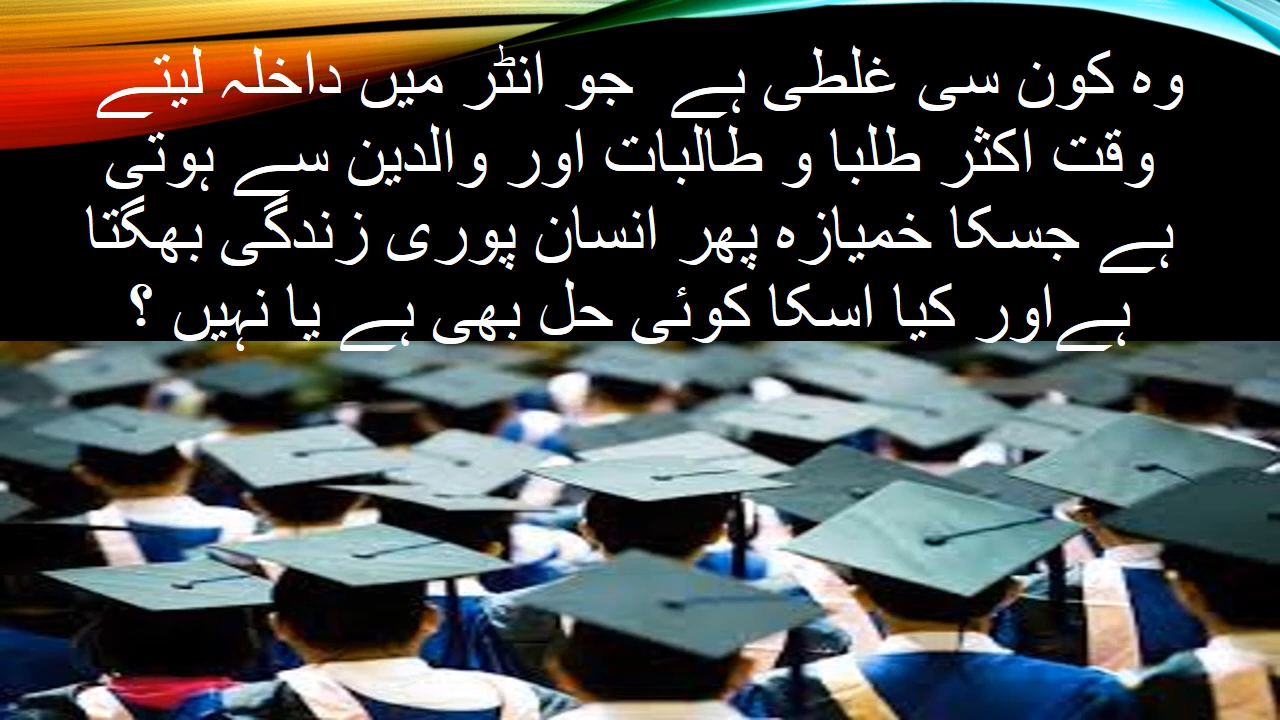 وہ کون سی غلطی ہے جو انٹر میں داخلہ لیتے
وقت اکثر طلبا و طالبات اور والدین سے ہوتی
ہے جسکا خمیازہ پھر انسان پوری زندگی بھگتا
ہےاور کیا اسکا کوئی حل بھی ہے یا نہیں ؟